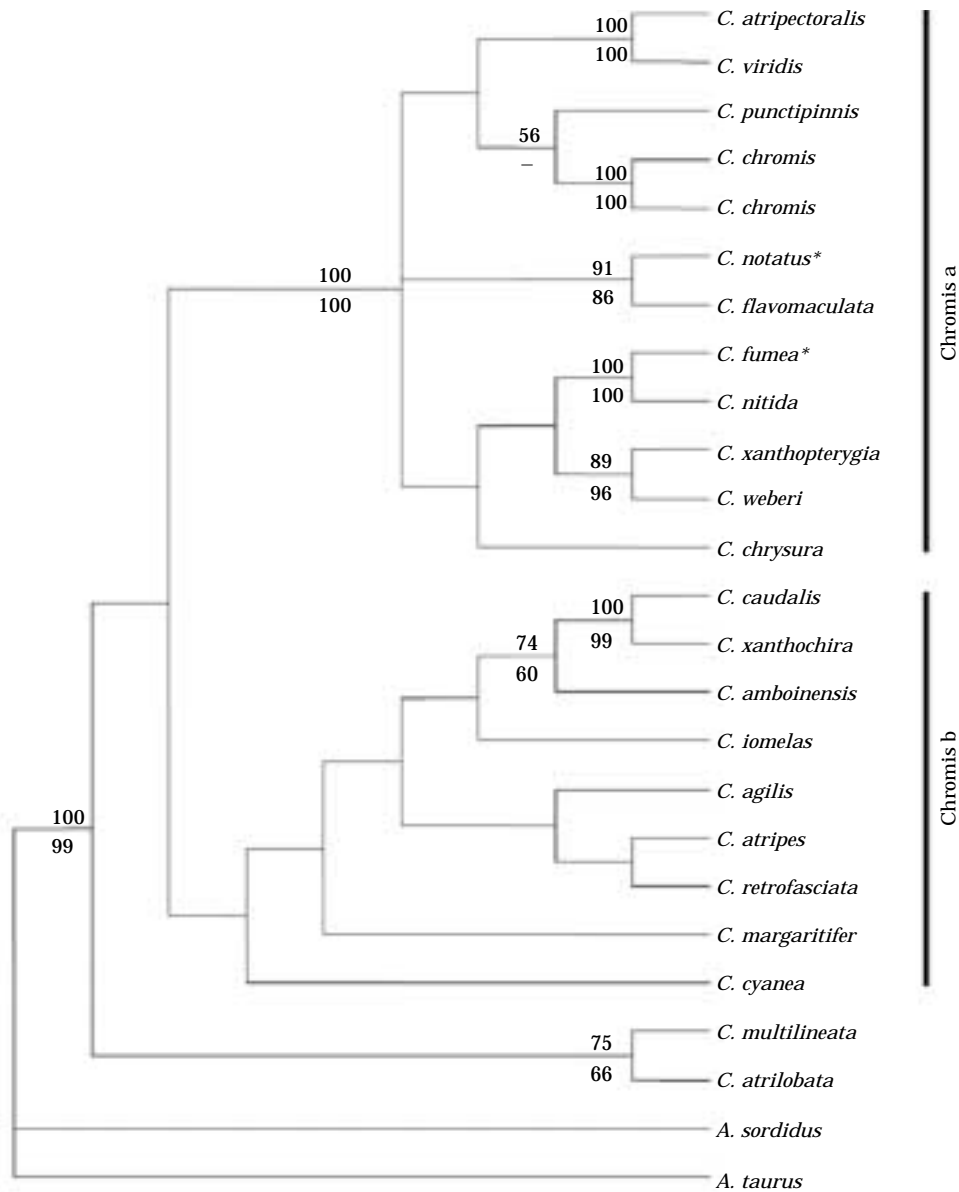 100
100
C. atripectoralis
C. viridis
56
–
C. punctipinnis
100
100
C. chromis
C. chromis
100
100
91
86
C. notatus*
C. flavomaculata
100
100
C. fumea*
C. nitida
89
96
C. xanthopterygia
C. weberi
C. chrysura
Chromis a
100
99
C. caudalis
C. xanthochira
74
60
C. amboinensis
C. iomelas
C. agilis
C. atripes
C. retrofasciata
C. margaritifer
C. cyanea
Chromis b
100
99
75
66
C. multilineata
C. atrilobata
A. sordidus
A. taurus